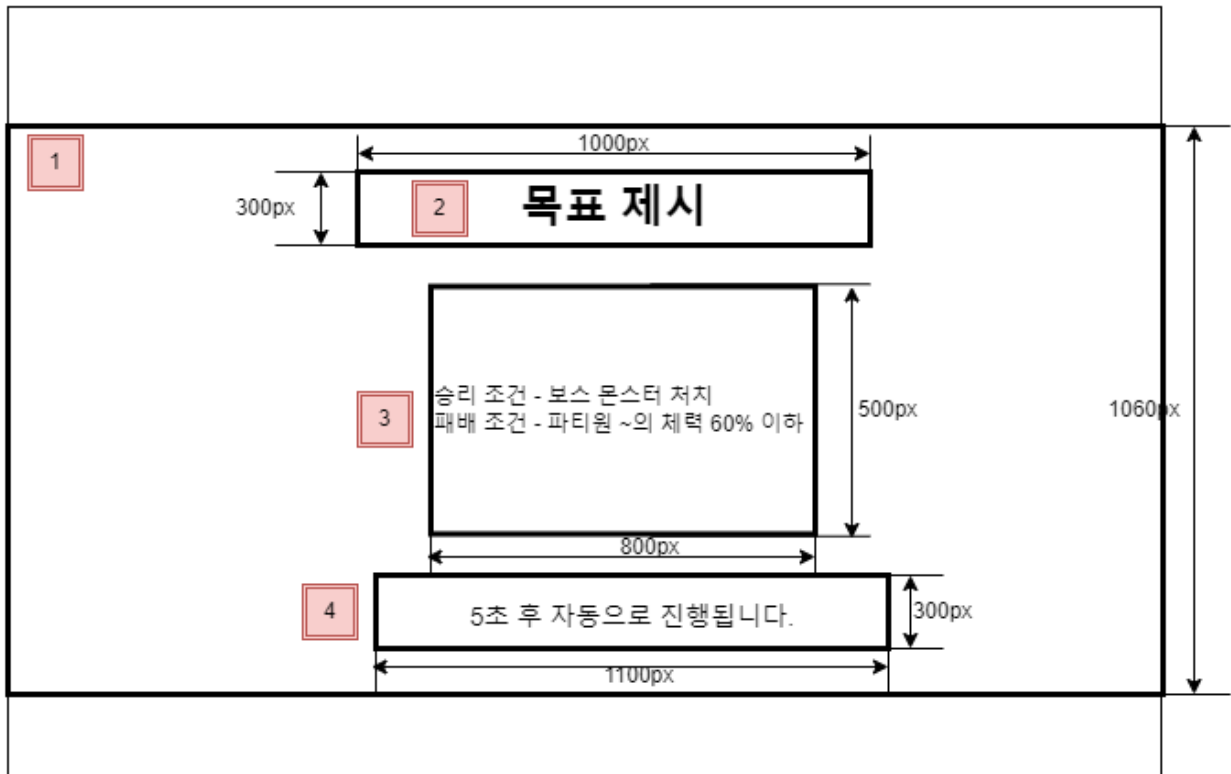 1
1000px
300px
2
목표 제시
3
승리 조건 - 보스 몬스터 처치
패배 조건 - 파티원 ~의 체력 60% 이하
500px
1060px
800px
4
5초 후 자동으로 진행됩니다.
300px
1100px